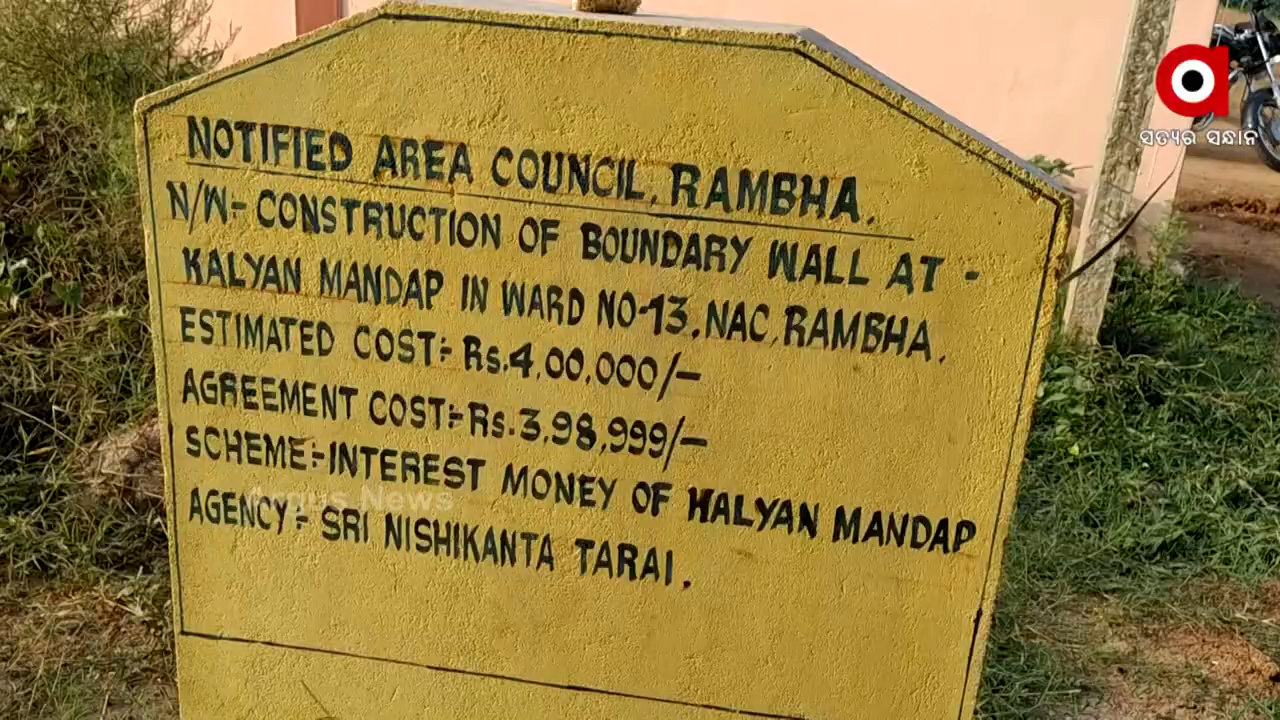 NOTIFIED AREA COUNCIL, RAMBHA.
N/W:- CONSTRUCTION OF BOUNDARY WALL AT -
KALYAN MANDAP IN WARD NO-13, NAC, RAMBHA.
ESTIMATED COST:- Rs.4,00,000/-
AGREEMENT COST:- Rs.3,98,999/-
SCHEME:- INTEREST MONEY OF KALYAN MANDAP
AGENCY:- SRI NISHIKANTA TARAI.
Argus News
ସତ୍ୟର ସନ୍ଧାନ